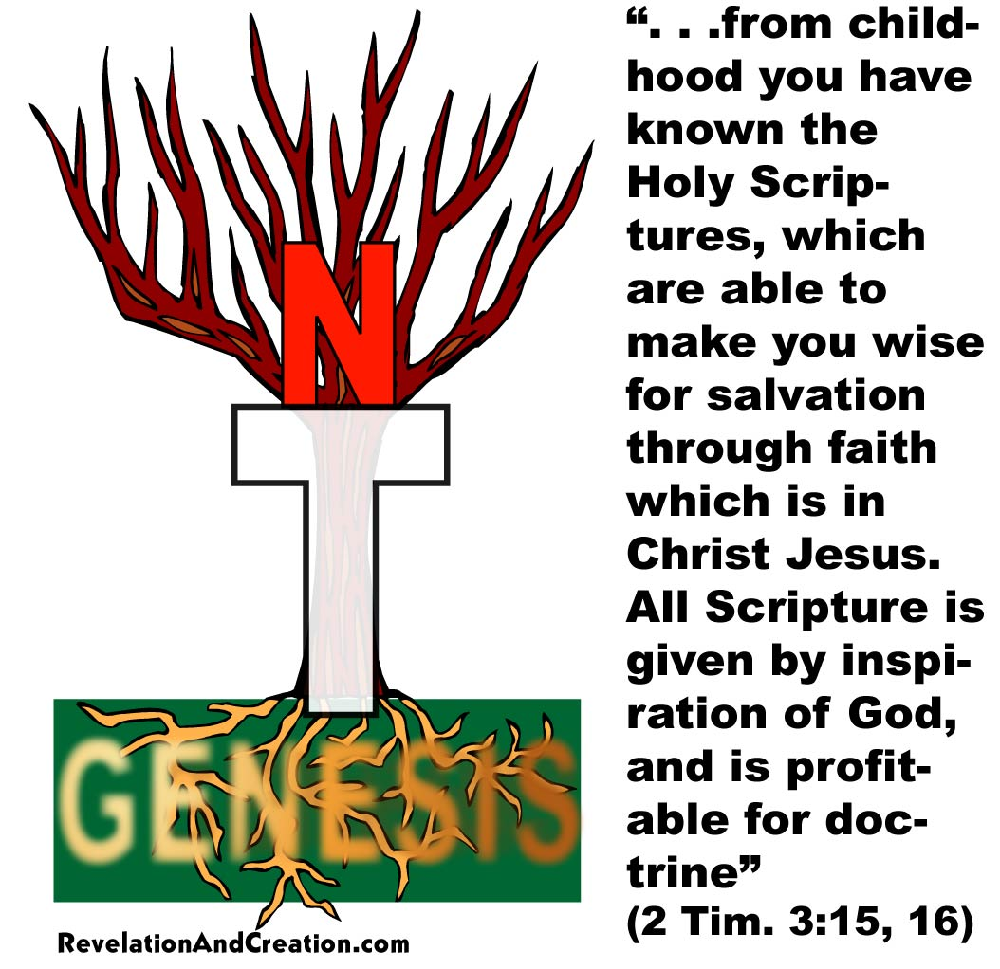 N
T
GENESIS
RevelationAndCreation.com
“. . .from child-
hood you have
known the
Holy Scrip-
tures, which
are able to
make you wise
for salvation
through faith
which is in
Christ Jesus.
All Scripture is
given by inspi-
ration of God,
and is profit-
able for doc-
trine”
(2 Tim. 3:15, 16)